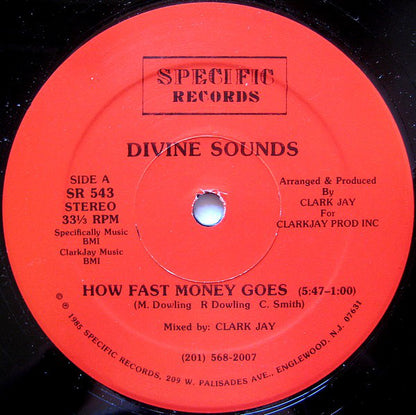 SPECIFIC
RECORDS
DIVINE SOUNDS
SIDE A
SR 543
STEREO
33⅓ RPM
Specifically Music
BMI
ClarkJay Music
BMI
Arranged & Produced
By
CLARK JAY
For
CLARKJAY PROD INC
HOW FAST MONEY GOES (5:47-1:00)
(M. Dowling R Dowling C. Smith)
Mixed by: CLARK JAY
(201) 568-2007
© ℗ 1985 SPECIFIC RECORDS, 209 W. PALISADES AVE., ENGLEWOOD, N.J. 07631